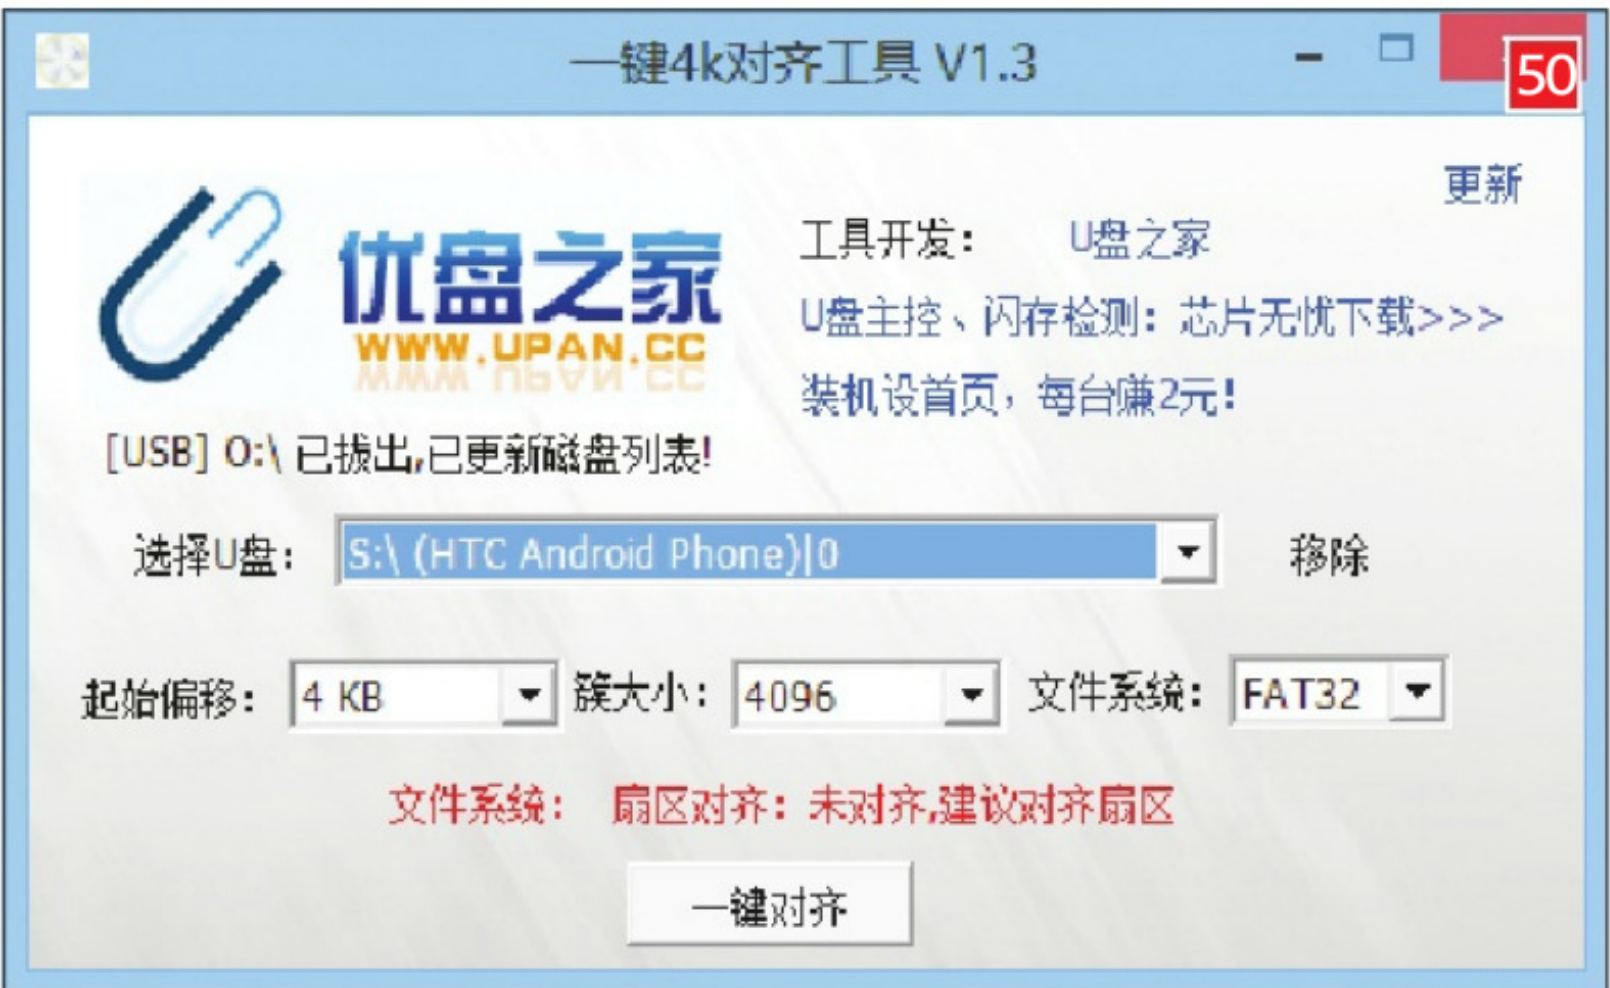 一键4k对齐工具 V1.3
50
更新
优盘之家
WWW.UPAN.CC
工具开发: U盘之家
U盘主控、闪存检测: 芯片无忧下载>>>
装机设首页，每台赚2元!
[USB] O:\ 已拔出,已更新磁盘列表!
选择U盘: S:\ (HTC Android Phone)|0 移除
起始偏移: 4 KB 簇大小: 4096 文件系统: FAT32
文件系统: 扇区对齐: 未对齐,建议对齐扇区
一键对齐